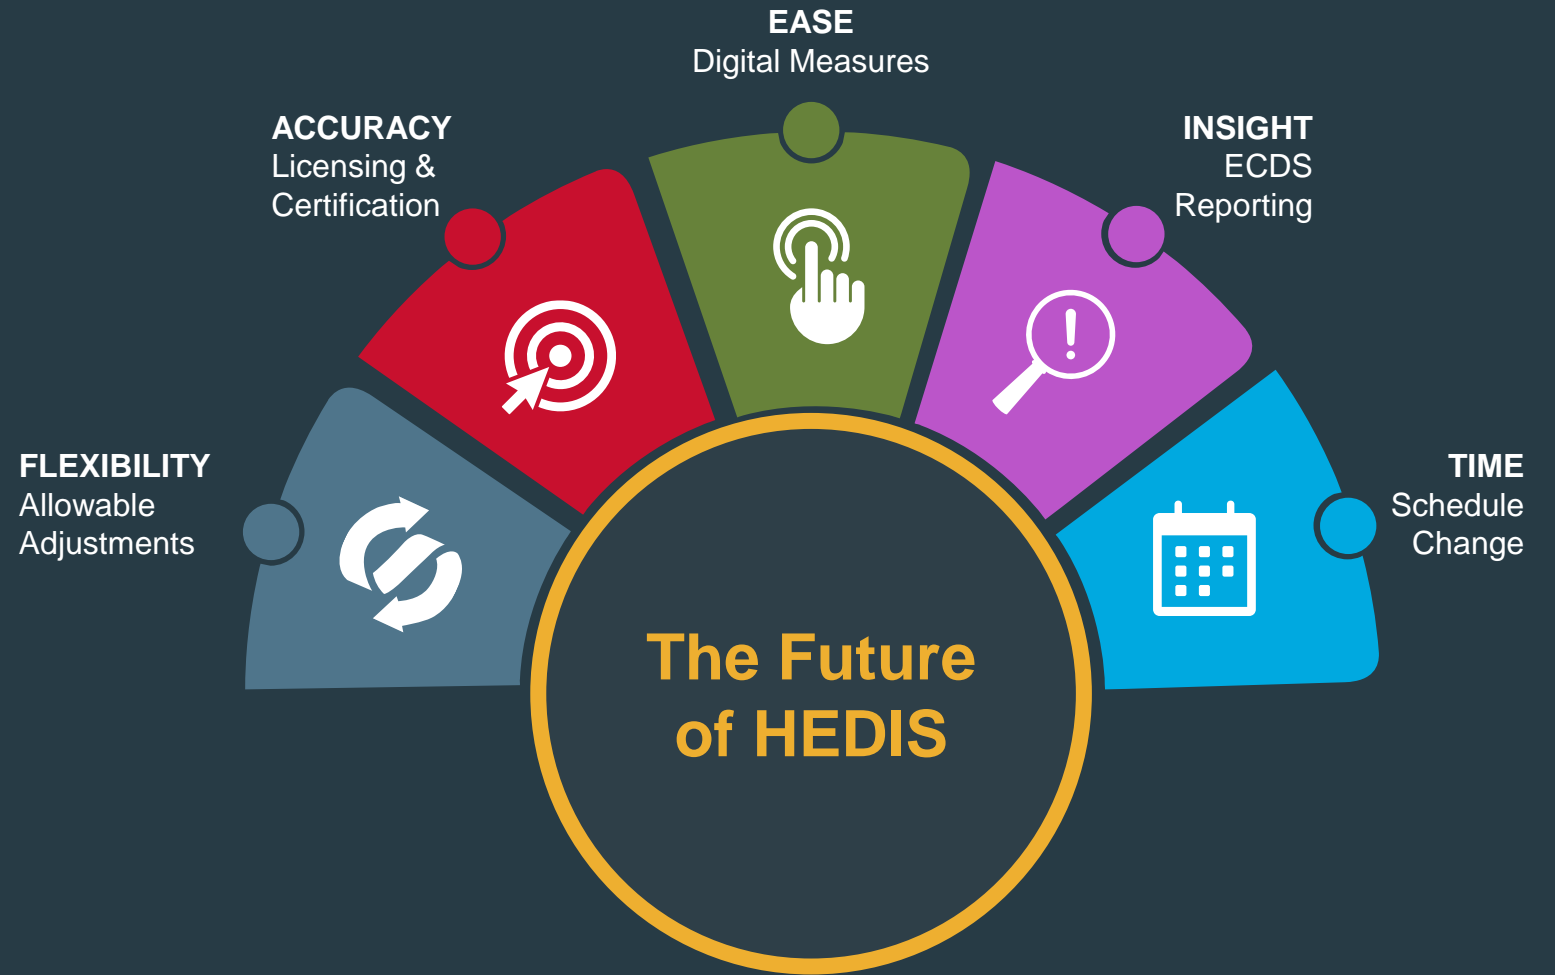 EASE
Digital Measures
ACCURACY
Licensing &
Certification
INSIGHT
ECDS
Reporting
FLEXIBILITY
Allowable
Adjustments
TIME
Schedule
Change
The Future
of HEDIS